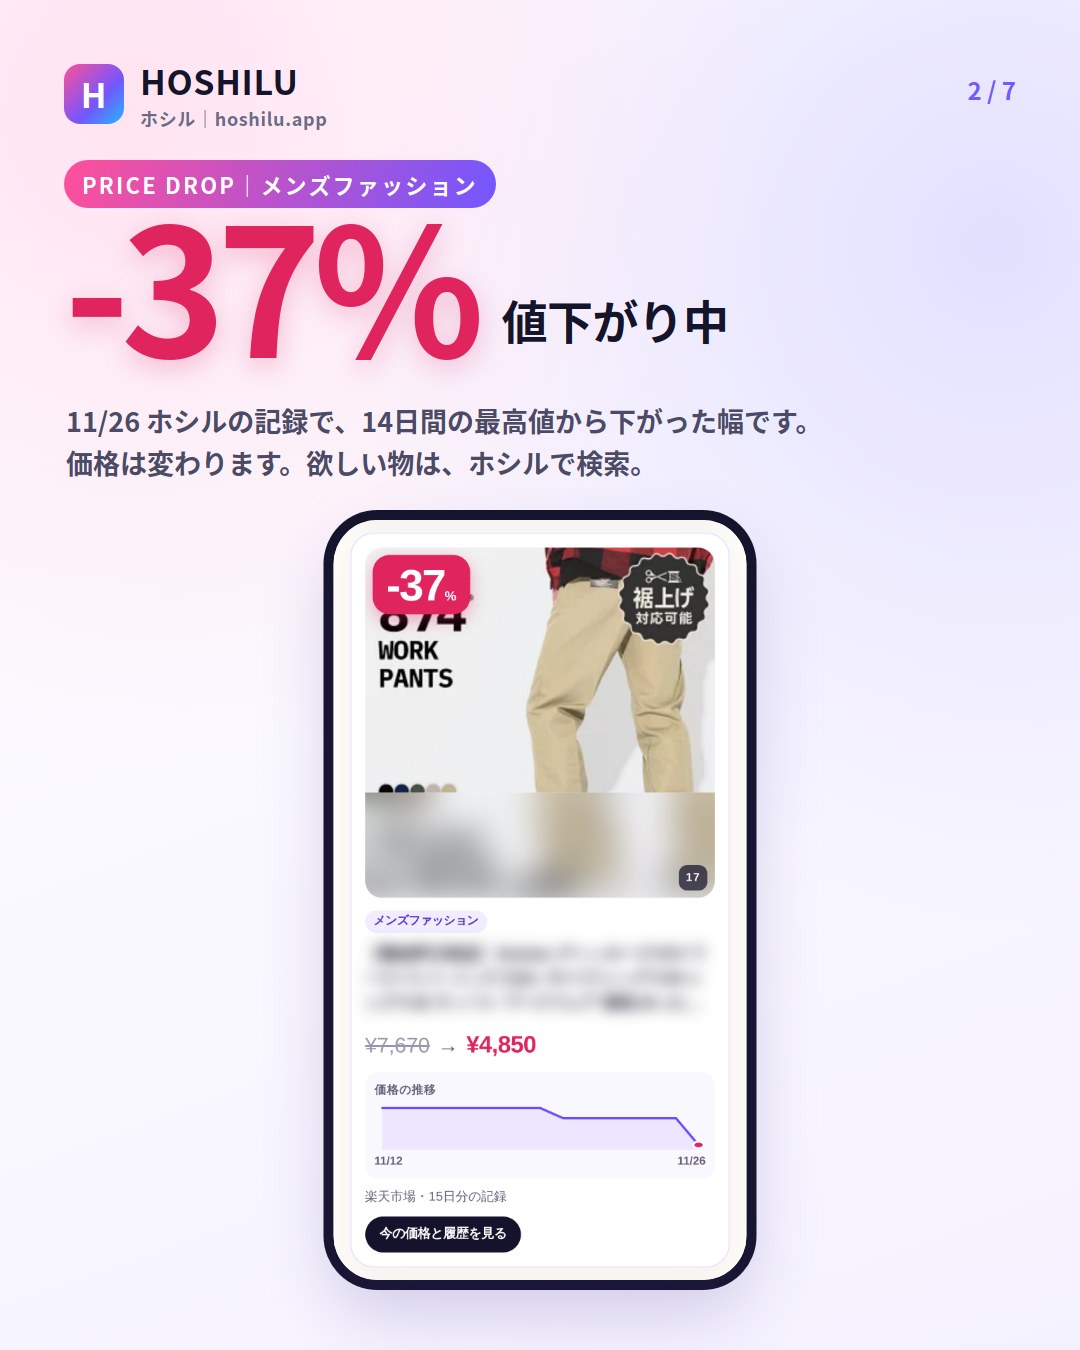 H
HOSHILU
ホシル｜hoshilu.app
2 / 7
PRICE DROP｜メンズファッション
-37%
値下がり中
11/26 ホシルの記録で、14日間の最高値から下がった幅です。
価格は変わります。欲しい物は、ホシルで検索。
-37%
裾上げ
対応可能
874
WORK
PANTS
17
メンズファッション
¥7,670 → ¥4,850
価格の推移
11/12
11/26
楽天市場・15日分の記録
今の価格と履歴を見る